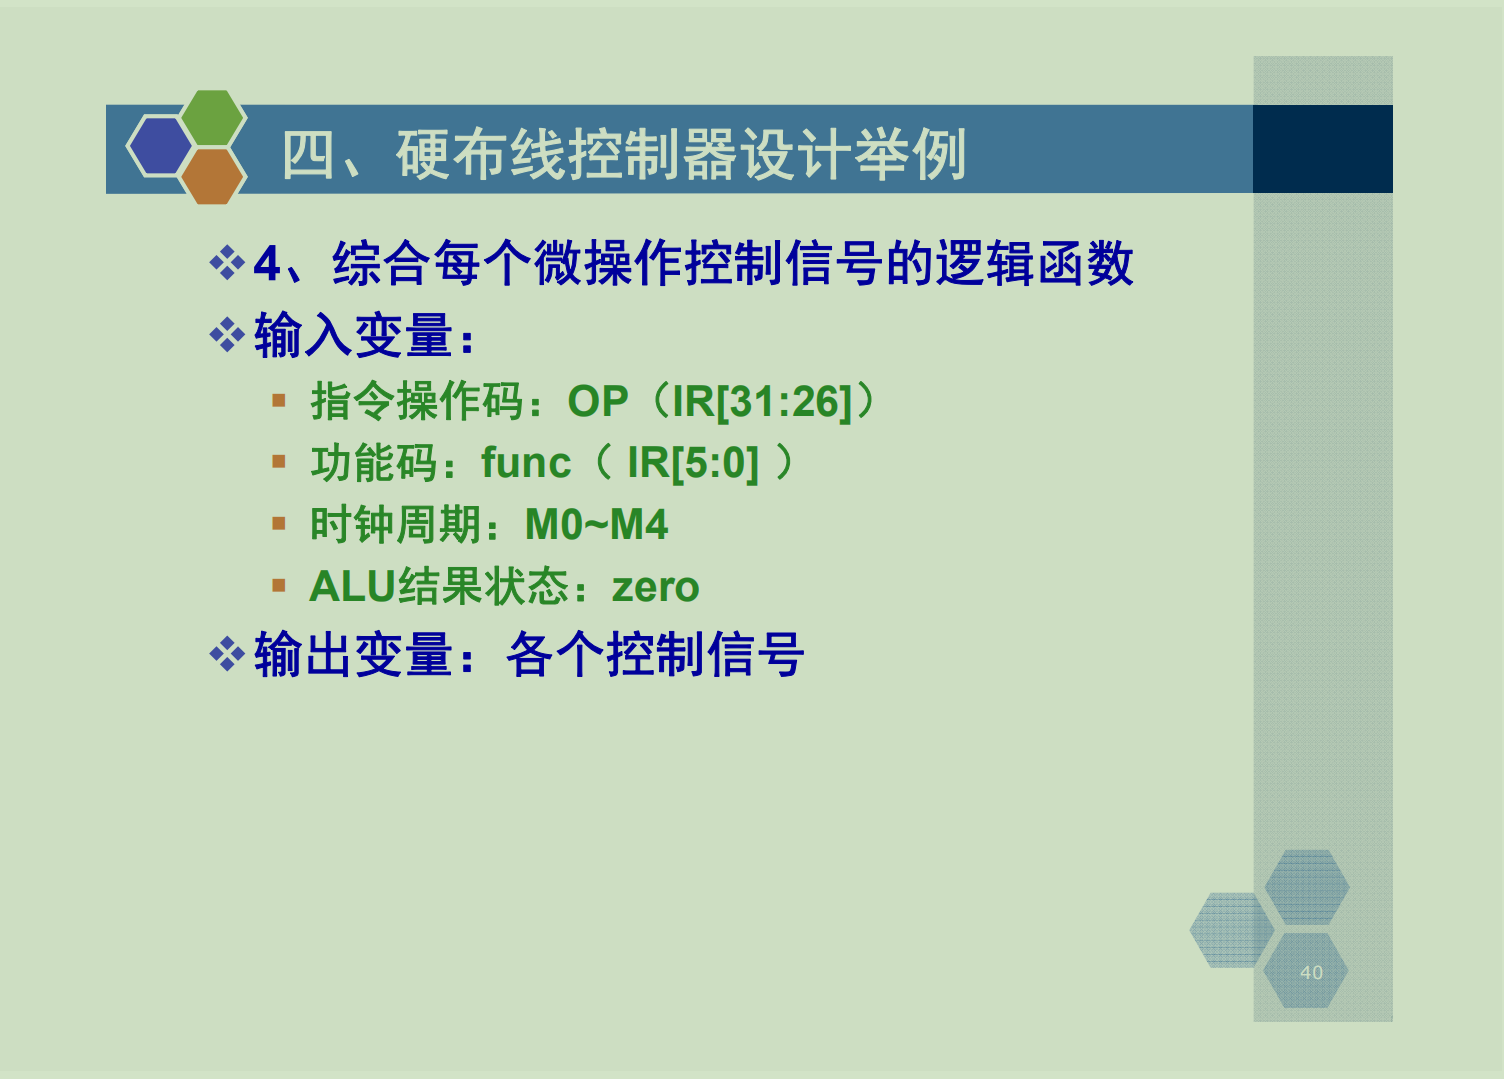 四、硬布线控制器设计举例
4、综合每个微操作控制信号的逻辑函数
输入变量：
指令操作码：OP（IR[31:26]）
功能码：func（ IR[5:0] ）
时钟周期：M0~M4
ALU结果状态：zero
输出变量：各个控制信号
40